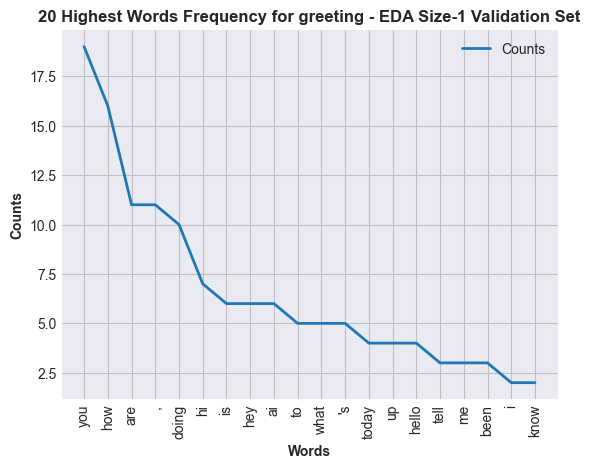 20 Highest Words Frequency for greeting - EDA Size-1 Validation Set
Counts
17.5
15.0
12.5
10.0
7.5
5.0
2.5
Counts
you
how
are
,
doing
hi
is
hey
ai
to
what
's
today
up
hello
tell
me
been
i
know
Words